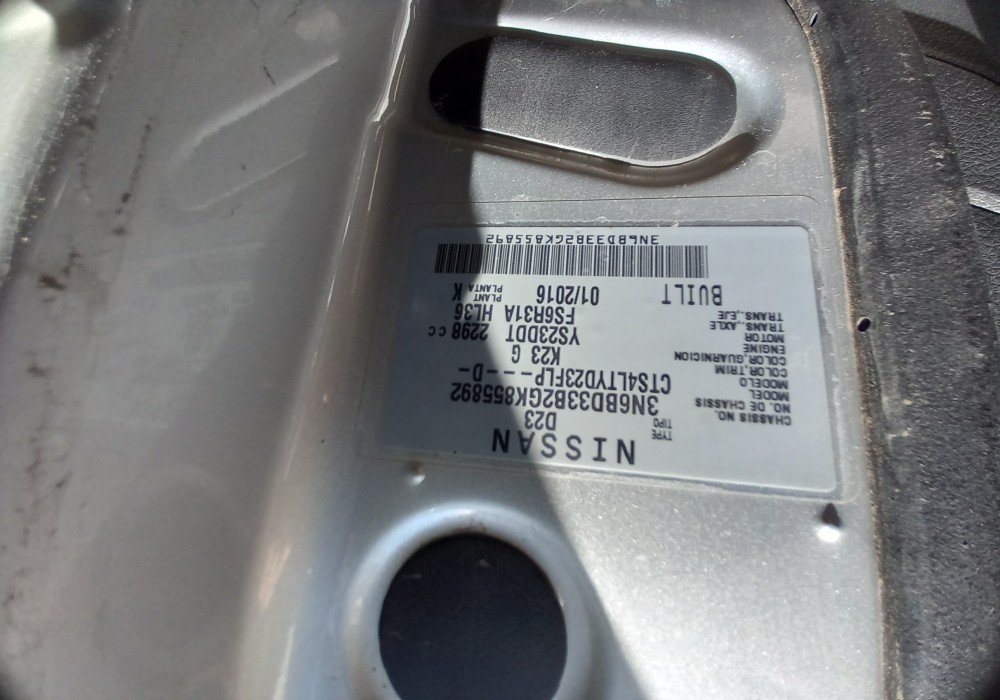 NISSAN
TYPE
TIPO D23
CHASSIS NO.
NO. DE CHASSIS 3N6BD33B2GK855892
MODEL
MODELO CTS4LTYD23FLP---D-
COLOR,TRIM
COLOR,GUARNICION K23 G
ENGINE
MOTOR YS23DDT 2298 CC
TRANS.,AXLE
TRANS.,EJE FS6R31A HL36
BUILT 01/2016 PLANT
PLANTA K
3N6BD33B2GK855892